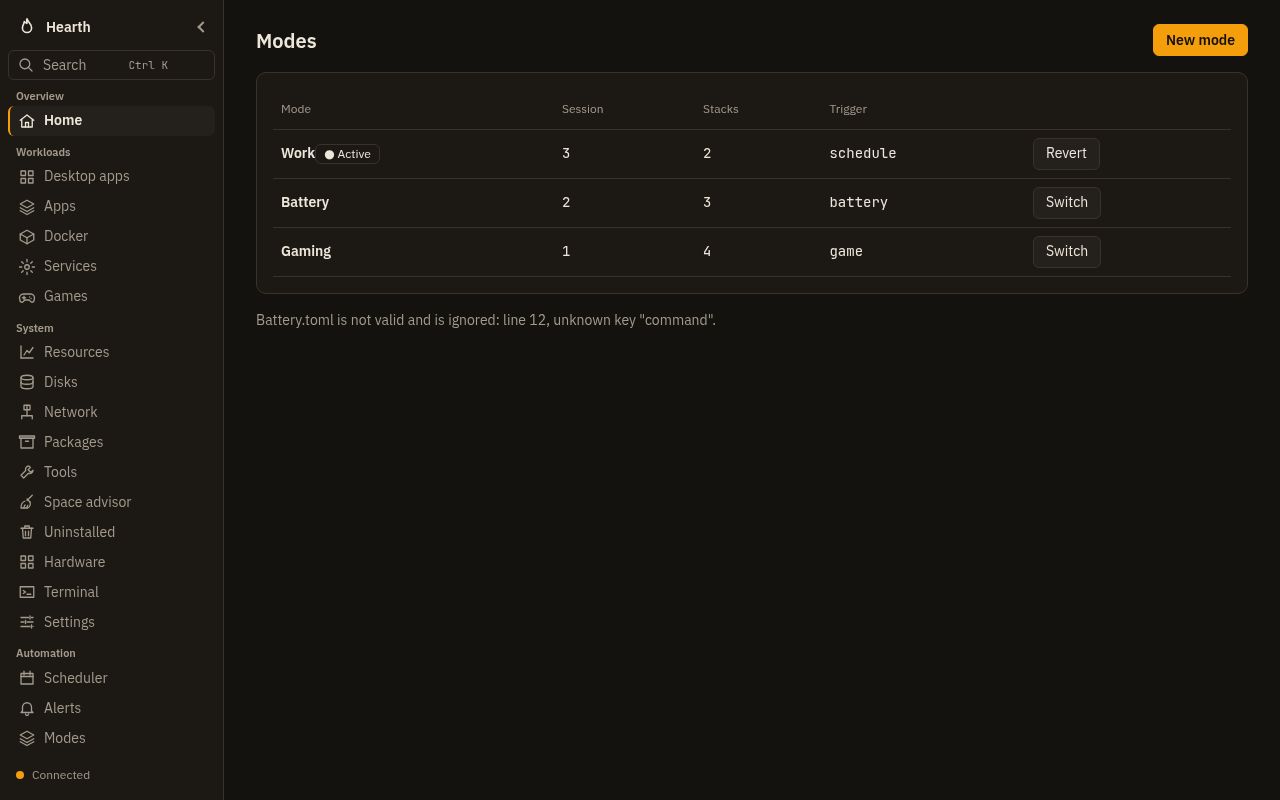 Hearth
Search Ctrl K
Overview
Home
Workloads
Desktop apps
Apps
Docker
Services
Games
System
Resources
Disks
Network
Packages
Tools
Space advisor
Uninstalled
Hardware
Terminal
Settings
Automation
Scheduler
Alerts
Modes
Connected
Modes
New mode
Mode Session Stacks Trigger
Work Active 3 2 schedule Revert
Battery 2 3 battery Switch
Gaming 1 4 game Switch
Battery.toml is not valid and is ignored: line 12, unknown key "command".